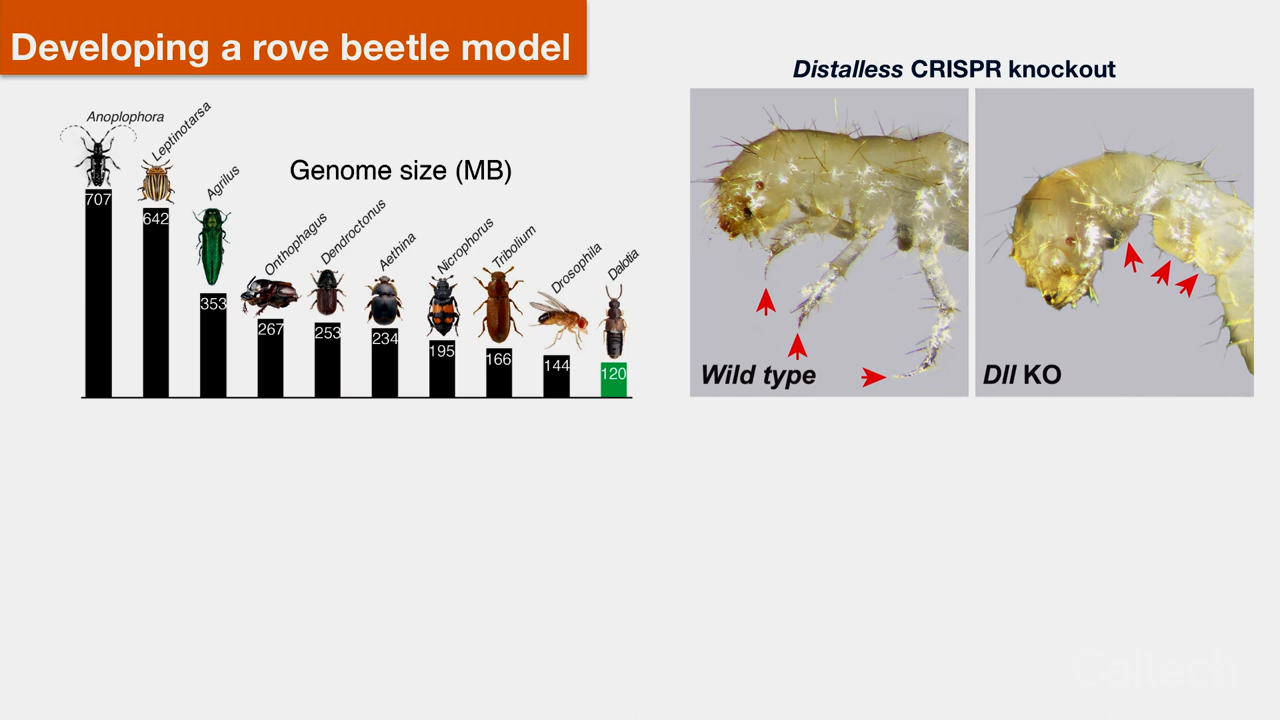 Developing a rove beetle model
Distalless CRISPR knockout
Genome size (MB)
Anoplophora
Leptinotarsa
Agrilus
Onthophagus
Dendroctonus
Aethina
Nicrophorus
Tribolium
Drosophila
Dalotia
707
642
353
267
253
234
195
166
144
120
Wild type
Dll KO
Caltech